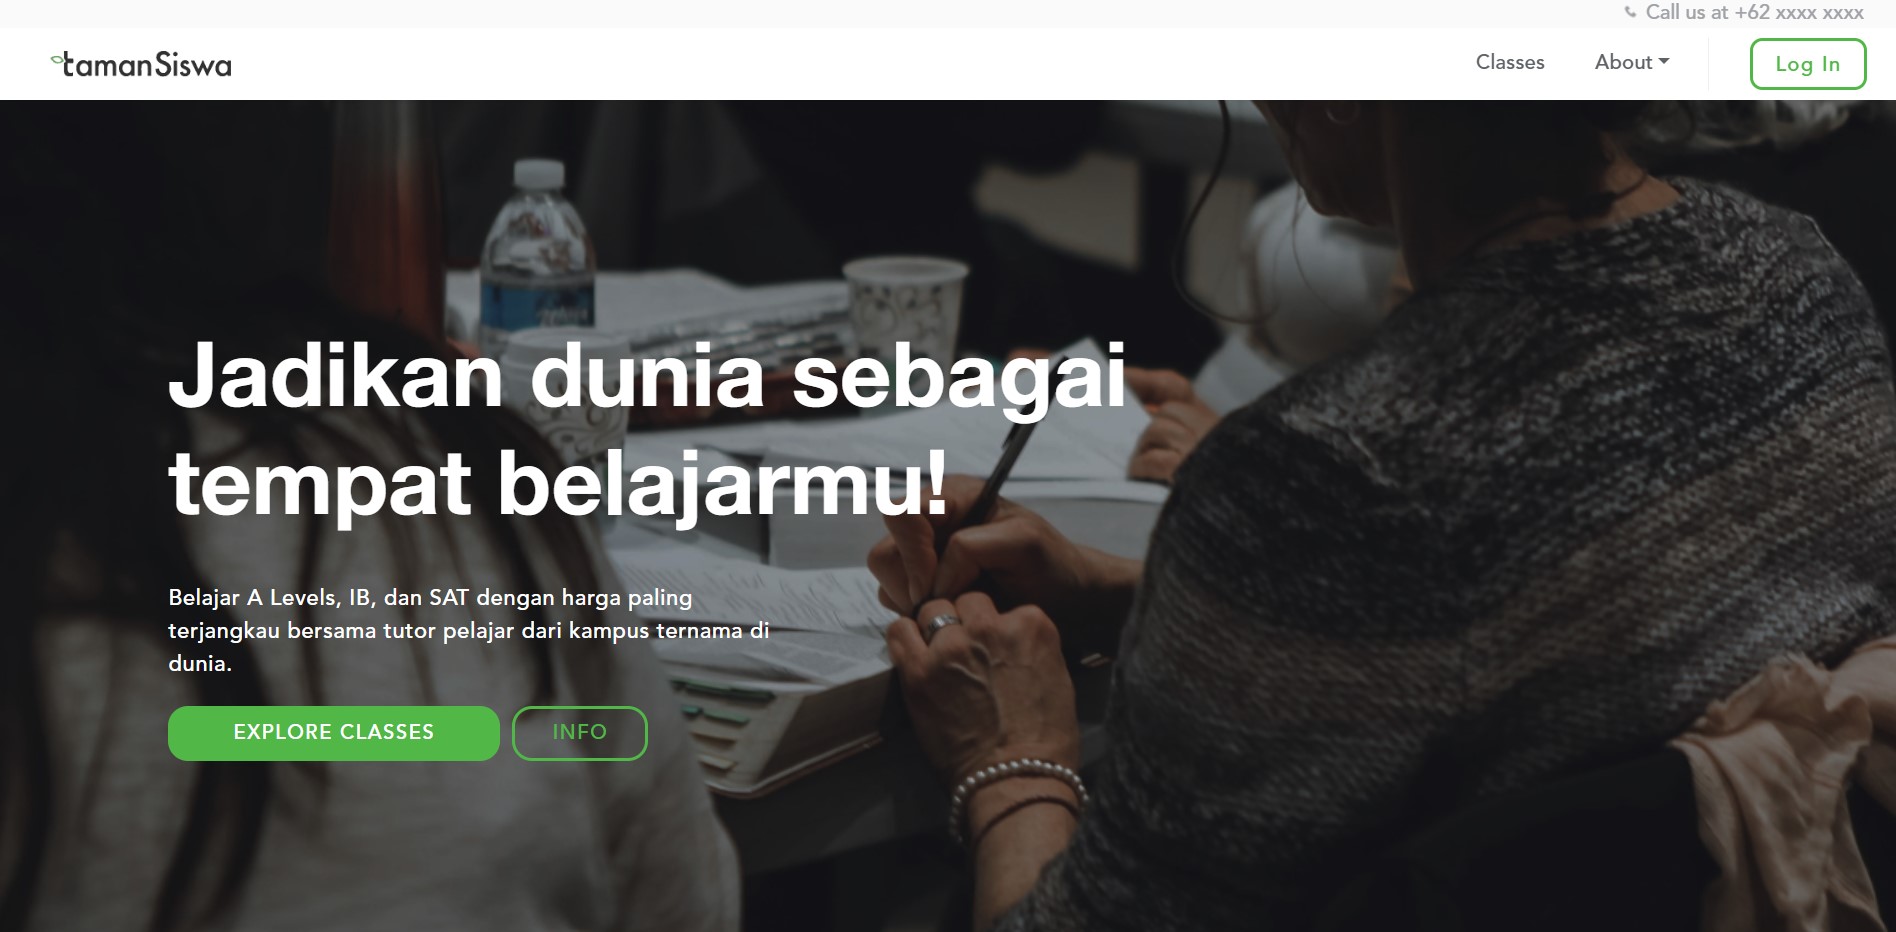 Call us at +62 xxxx xxxx
tamanSiswa
Classes
About
Log In
Jadikan dunia sebagai
tempat belajarmu!
Belajar A Levels, IB, dan SAT dengan harga paling
terjangkau bersama tutor pelajar dari kampus ternama di
dunia.
EXPLORE CLASSES
INFO